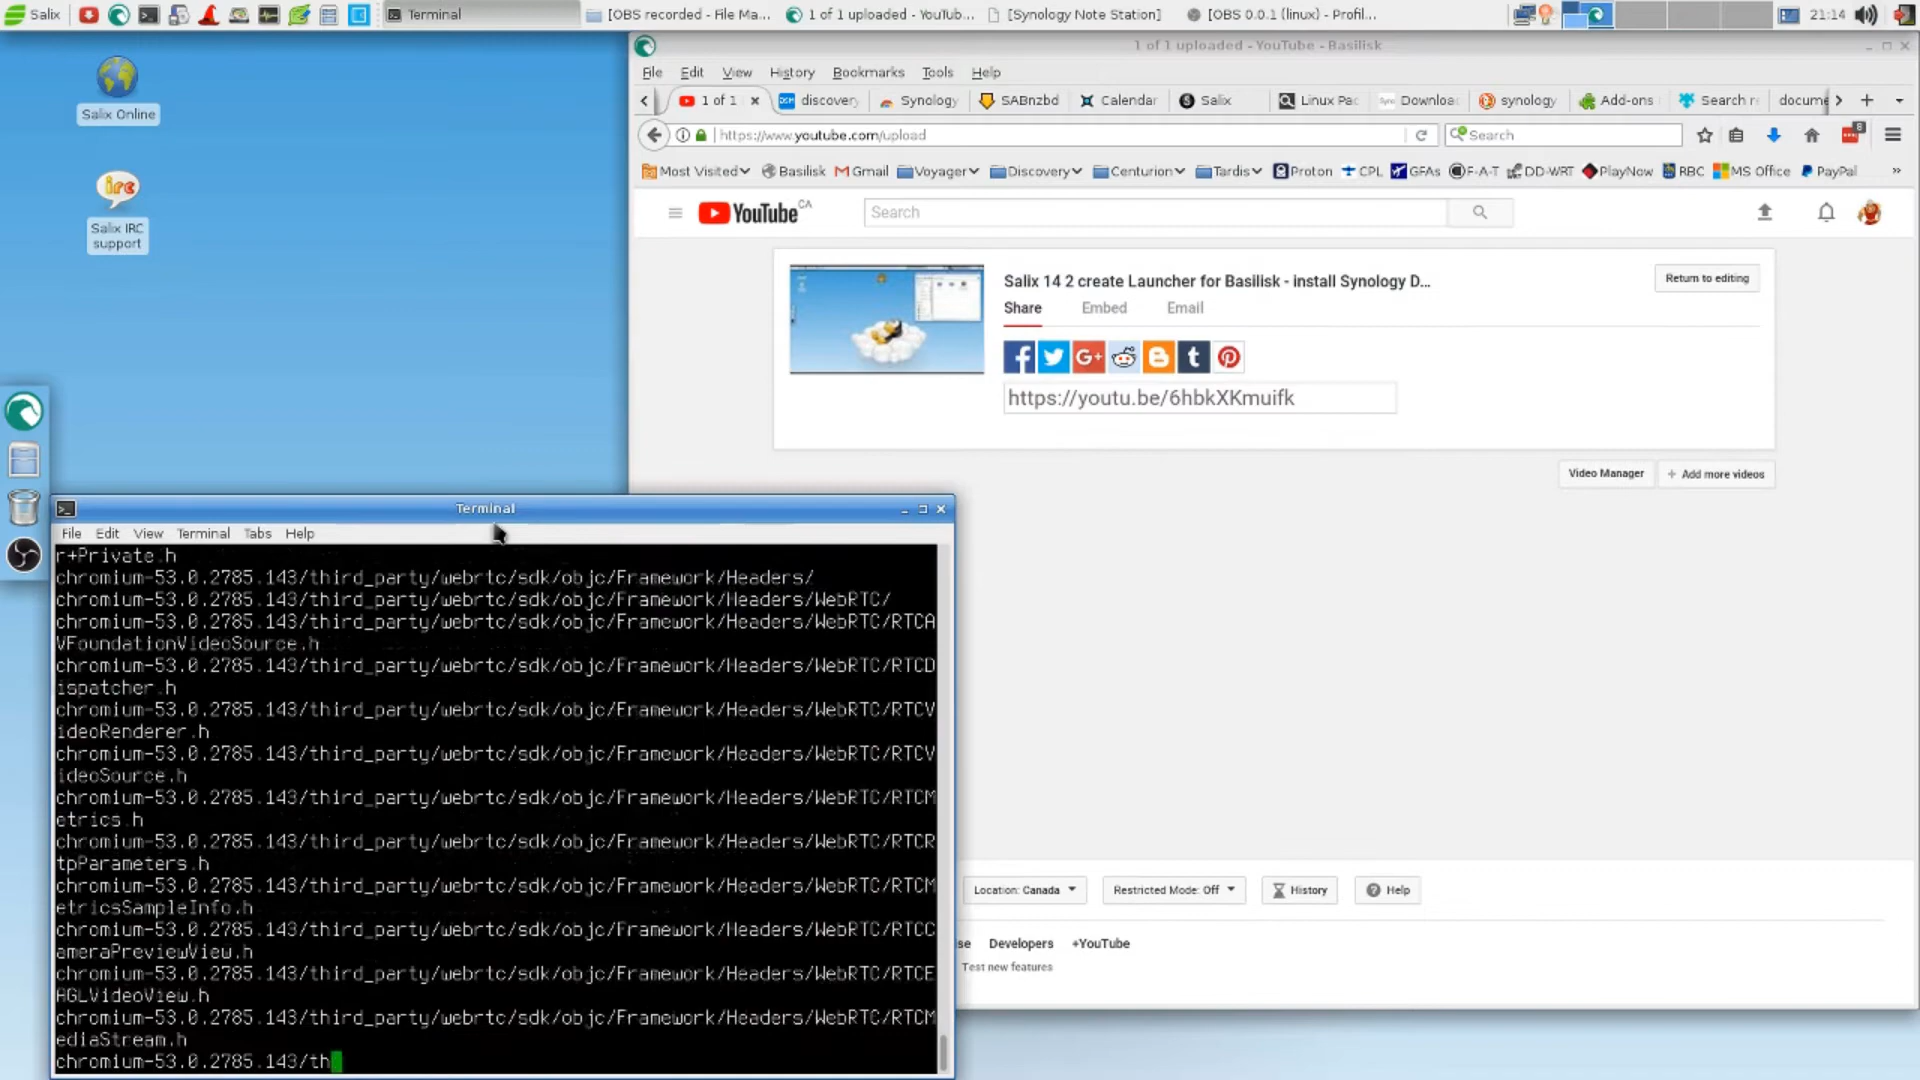 Salix
Terminal
[OBS recorded - File Ma...
1 of 1 uploaded - YouTub...
[Synology Note Station]
[OBS 0.0.1 (linux) - Profil...
21:14
Salix Online
irc
Salix IRC
support
1 of 1 uploaded - YouTube - Basilisk
File Edit View History Bookmarks Tools Help
1 of 1
discovery
Synology
SABnzbd
Calendar
Salix
Linux Pac
Downloa
synology
Add-ons
Search r
docume
https://www.youtube.com/upload
Search
8
Most Visited
Basilisk
Gmail
Voyager
Discovery
Centurion
Tardis
Proton
CPL
GFAs
F-A-T
DD-WRT
PlayNow
RBC
MS Office
PayPal
YouTube CA
Search
Salix 14 2 create Launcher for Basilisk - install Synology D...
Return to editing
Share Embed Email
https://youtu.be/6hbkXKmuifk
Video Manager
+ Add more videos
Terminal
File Edit View Terminal Tabs Help
r+Private.h
chromium-53.0.2785.143/third_party/webrtc/sdk/objc/Framework/Headers/
chromium-53.0.2785.143/third_party/webrtc/sdk/objc/Framework/Headers/WebRTC/
chromium-53.0.2785.143/third_party/webrtc/sdk/objc/Framework/Headers/WebRTC/RTCA
VFoundationVideoSource.h
chromium-53.0.2785.143/third_party/webrtc/sdk/objc/Framework/Headers/WebRTC/RTCD
ispatcher.h
chromium-53.0.2785.143/third_party/webrtc/sdk/objc/Framework/Headers/WebRTC/RTCV
ideoRenderer.h
chromium-53.0.2785.143/third_party/webrtc/sdk/objc/Framework/Headers/WebRTC/RTCV
ideoSource.h
chromium-53.0.2785.143/third_party/webrtc/sdk/objc/Framework/Headers/WebRTC/RTCM
etrics.h
chromium-53.0.2785.143/third_party/webrtc/sdk/objc/Framework/Headers/WebRTC/RTCR
tpParameters.h
chromium-53.0.2785.143/third_party/webrtc/sdk/objc/Framework/Headers/WebRTC/RTCM
etricsSampleInfo.h
chromium-53.0.2785.143/third_party/webrtc/sdk/objc/Framework/Headers/WebRTC/RTCC
ameraPreviewView.h
chromium-53.0.2785.143/third_party/webrtc/sdk/objc/Framework/Headers/WebRTC/RTCE
AGLVideoView.h
chromium-53.0.2785.143/third_party/webrtc/sdk/objc/Framework/Headers/WebRTC/RTCM
ediaStream.h
chromium-53.0.2785.143/th
Location: Canada
Restricted Mode: Off
History
Help
se Developers +YouTube
Test new features